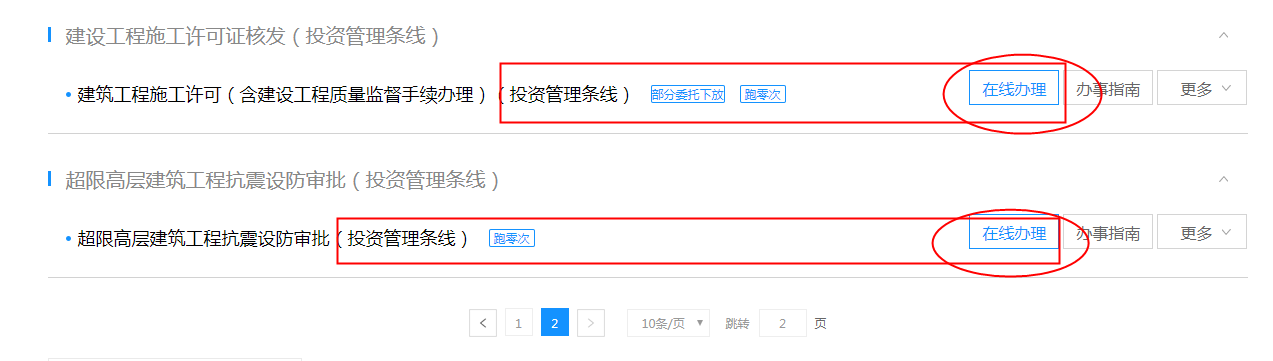 建设工程施工许可证核发（投资管理条线）
建筑工程施工许可（含建设工程质量监督手续办理）（投资管理条线） 部分委托下放 跑零次 在线办理 办事指南 更多
超限高层建筑工程抗震设防审批（投资管理条线）
超限高层建筑工程抗震设防审批（投资管理条线） 跑零次 在线办理 办事指南 更多
< 1 2 > 10条/页 跳转 2 页